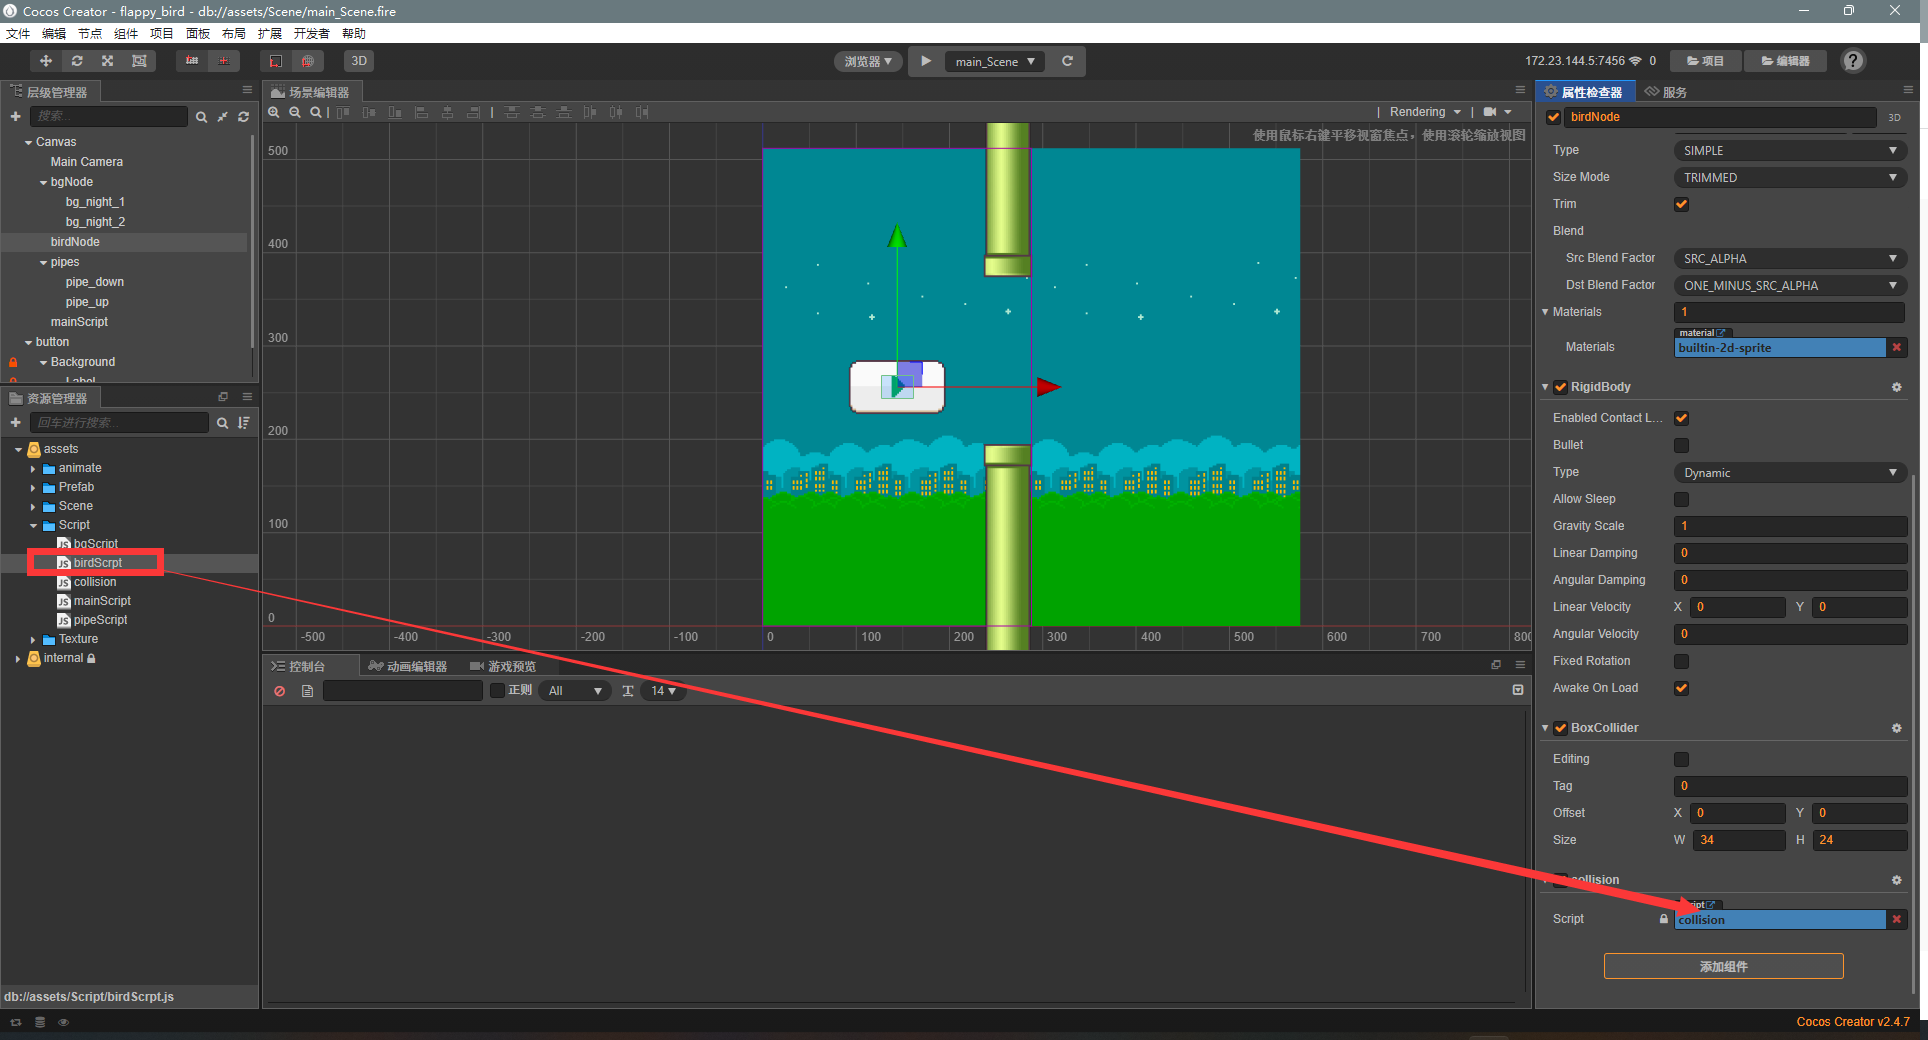 Cocos Creator - flappy_bird - db://assets/Scene/main_Scene.fire
文件 编辑 节点 组件 项目 面板 布局 扩展 开发者 帮助
3D
浏览器
main_Scene
172.23.144.5:7456
0
项目
编辑器
层级管理器
搜索...
Canvas
Main Camera
bgNode
bg_night_1
bg_night_2
birdNode
pipes
pipe_down
pipe_up
mainScript
button
Background
Label
资源管理器
回车进行搜索...
assets
animate
Prefab
Scene
Script
bgScript
JS birdScrpt
JS collision
JS mainScript
JS pipeScript
Texture
internal
db://assets/Script/birdScrpt.js
场景编辑器
Rendering
使用鼠标右键平移视窗焦点，使用滚轮缩放视图
500
400
300
200
100
0
-500 -400 -300 -200 -100 0 100 200 300 400 500 600 700 800
控制台 动画编辑器 游戏预览
正则 All 14
属性检查器 服务
birdNode 3D
Type SIMPLE
Size Mode TRIMMED
Trim
Blend
Src Blend Factor SRC_ALPHA
Dst Blend Factor ONE_MINUS_SRC_ALPHA
Materials 1
material
Materials builtin-2d-sprite
RigidBody
Enabled Contact L...
Bullet
Type Dynamic
Allow Sleep
Gravity Scale 1
Linear Damping 0
Angular Damping 0
Linear Velocity X 0 Y 0
Angular Velocity 0
Fixed Rotation
Awake On Load
BoxCollider
Editing
Tag 0
Offset X 0 Y 0
Size W 34 H 24
collision
Script collision
添加组件
Cocos Creator v2.4.7